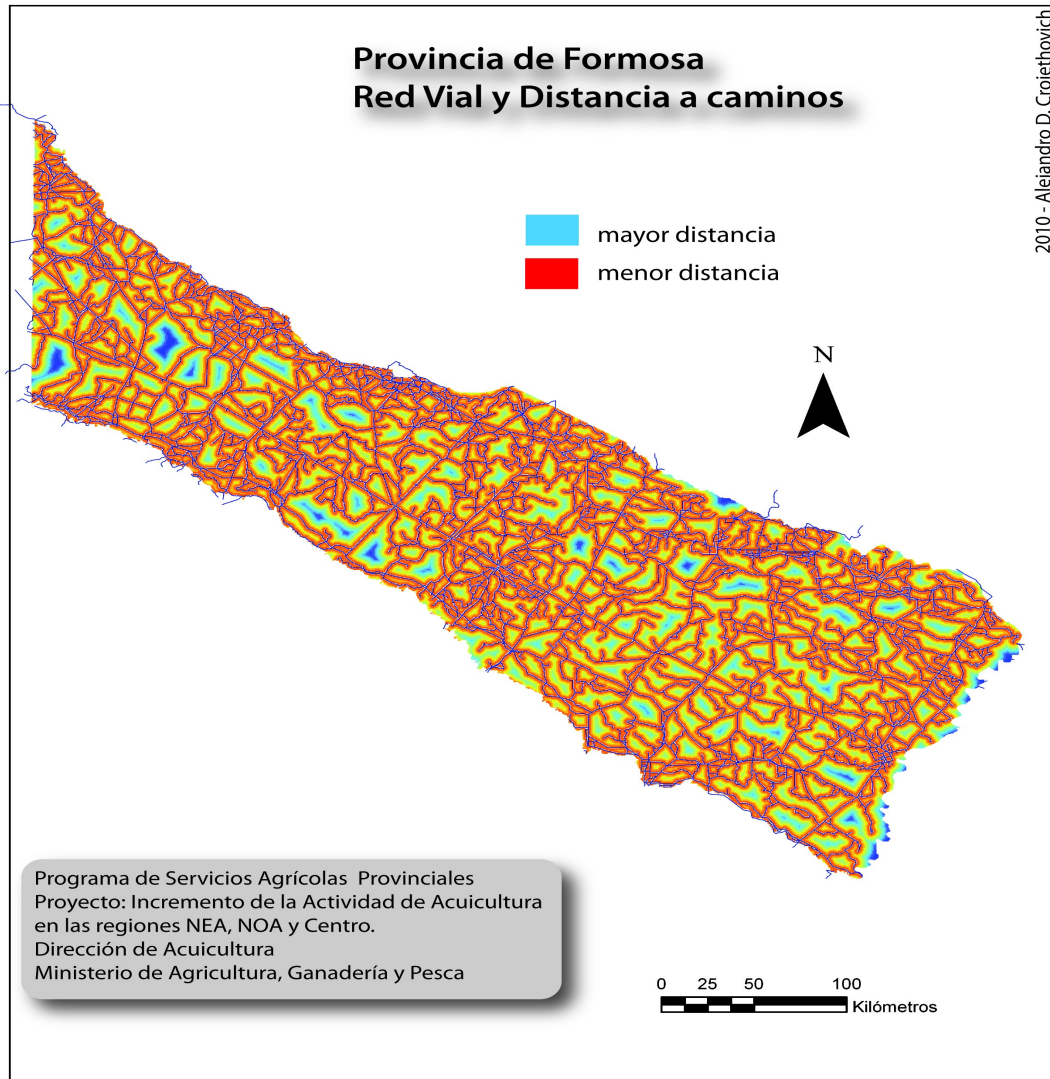 Provincia de Formosa
Red Vial y Distancia a caminos
2010 - Alejandro D. Crojethovich
mayor distancia
menor distancia
N
Programa de Servicios Agrícolas Provinciales
Proyecto: Incremento de la Actividad de Acuicultura
en las regiones NEA, NOA y Centro.
Dirección de Acuicultura
Ministerio de Agricultura, Ganadería y Pesca
0 25 50 100
Kilómetros